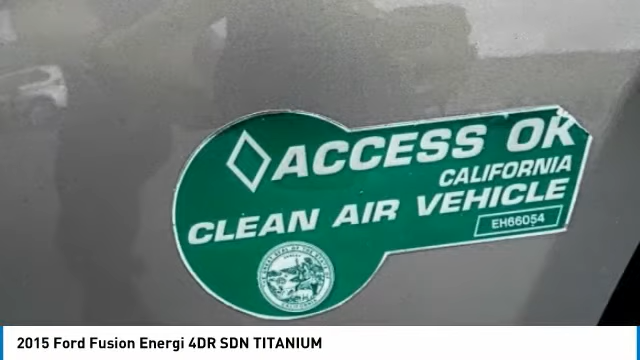 ACCESS OK
CALIFORNIA
CLEAN AIR VEHICLE
EH66054
2015 Ford Fusion Energi 4DR SDN TITANIUM